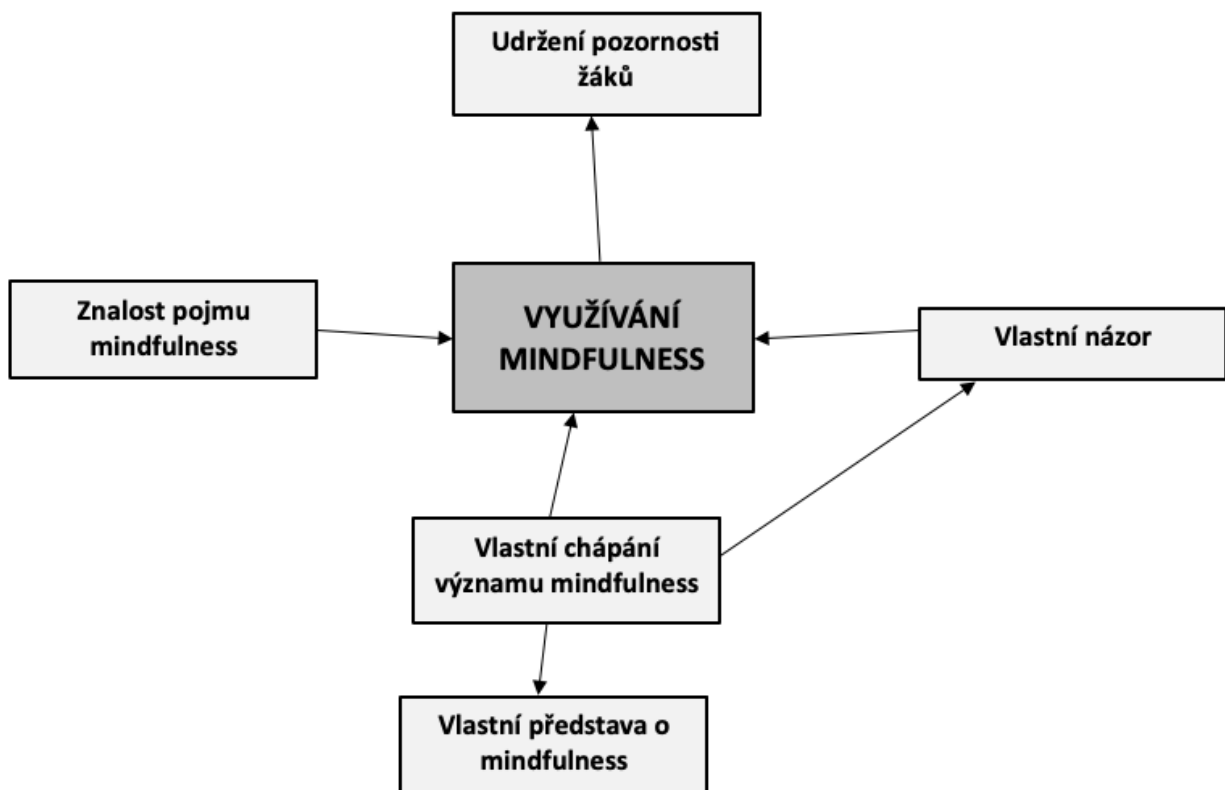 Udržení pozornosti
žáků
Znalost pojmu
mindfulness
VYUŽÍVÁNÍ
MINDFULNESS
Vlastní názor
Vlastní chápání
významu mindfulness
Vlastní představa o
mindfulness